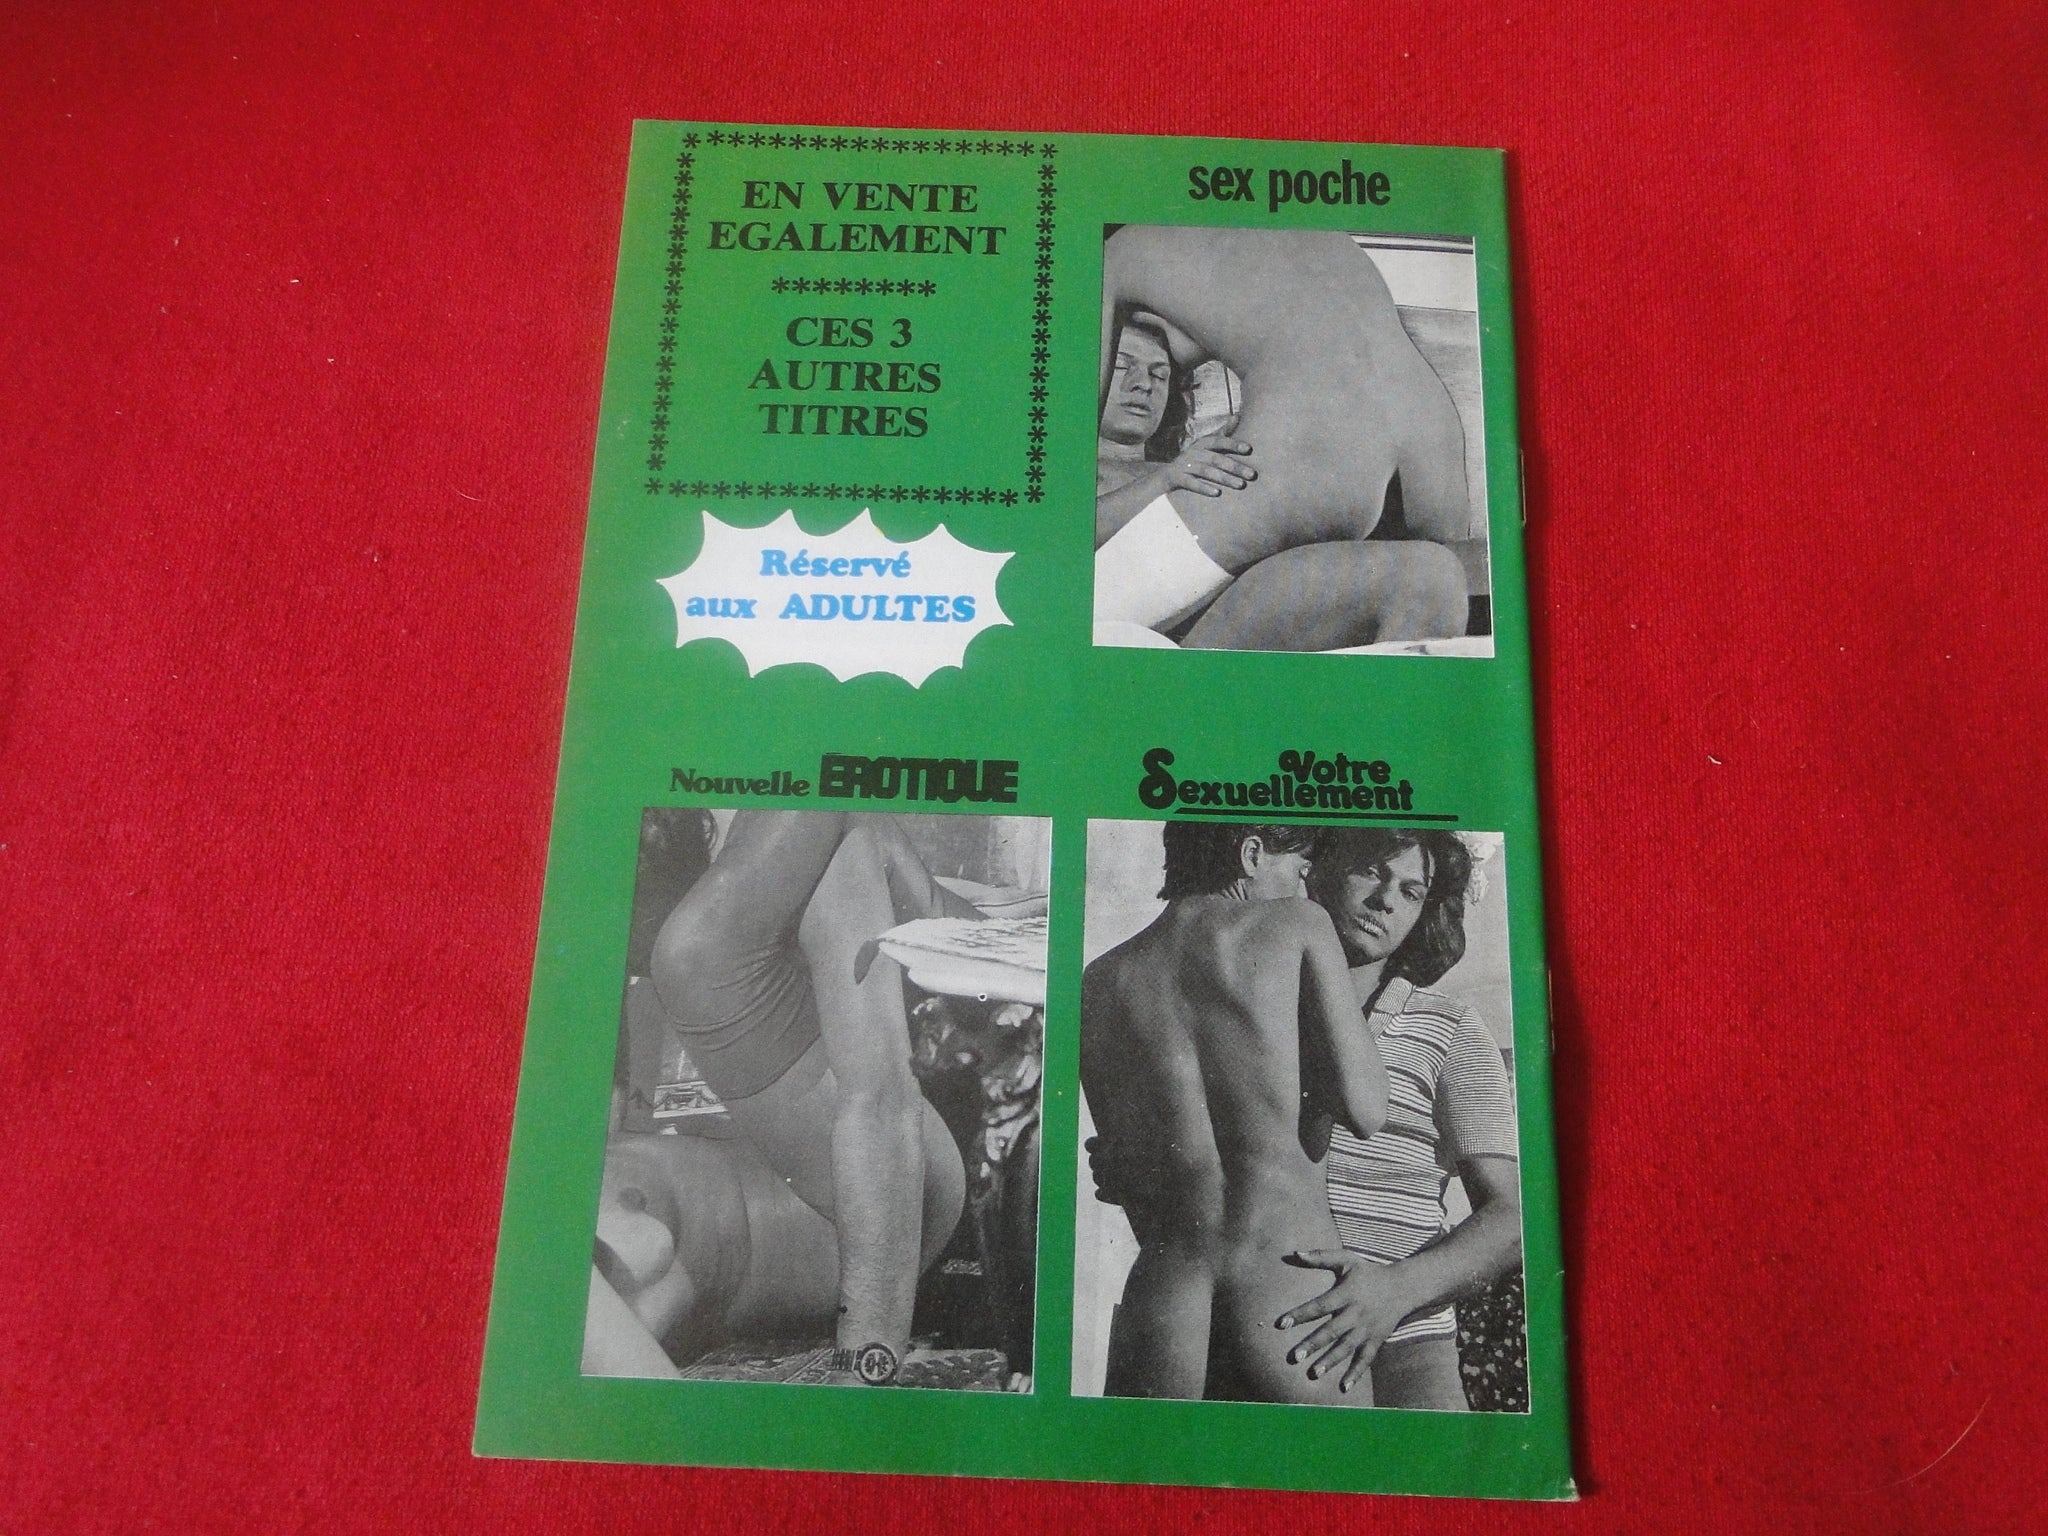 EN VENTE
EGALEMENT
********
CES 3
AUTRES
TITRES
Réservé
aux ADULTES
sex poche
Nouvelle EROTIQUE
Votre
Sexuellement